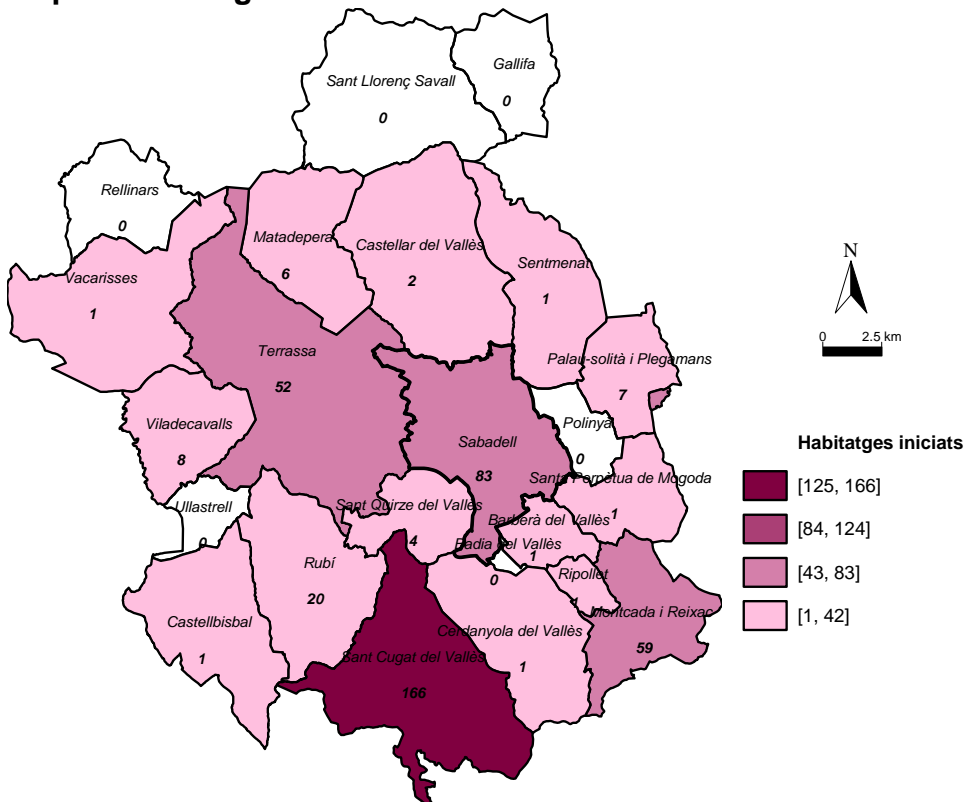 Sant Llorenç Savall
0
Gallifa
0
Rellinars
0
Matadepera
6
Castellar del Vallès
2
Sentmenat
1
Vacarisses
1
N
0 2.5 km
Terrassa
52
Palau-solità i Plegamans
7
Viladecavalls
8
Sabadell
83
Polinyà
0
Habitatges iniciats
[125, 166]
[84, 124]
[43, 83]
[1, 42]
Santa Perpètua de Mogoda
1
Ullastrell
0
Sant Quirze del Vallès
4
Barberà del Vallès
1
Badia del Vallès
0
Rubí
20
Ripollet
1
Montcada i Reixac
59
Castellbisbal
1
Cerdanyola del Vallès
1
Sant Cugat del Vallès
166